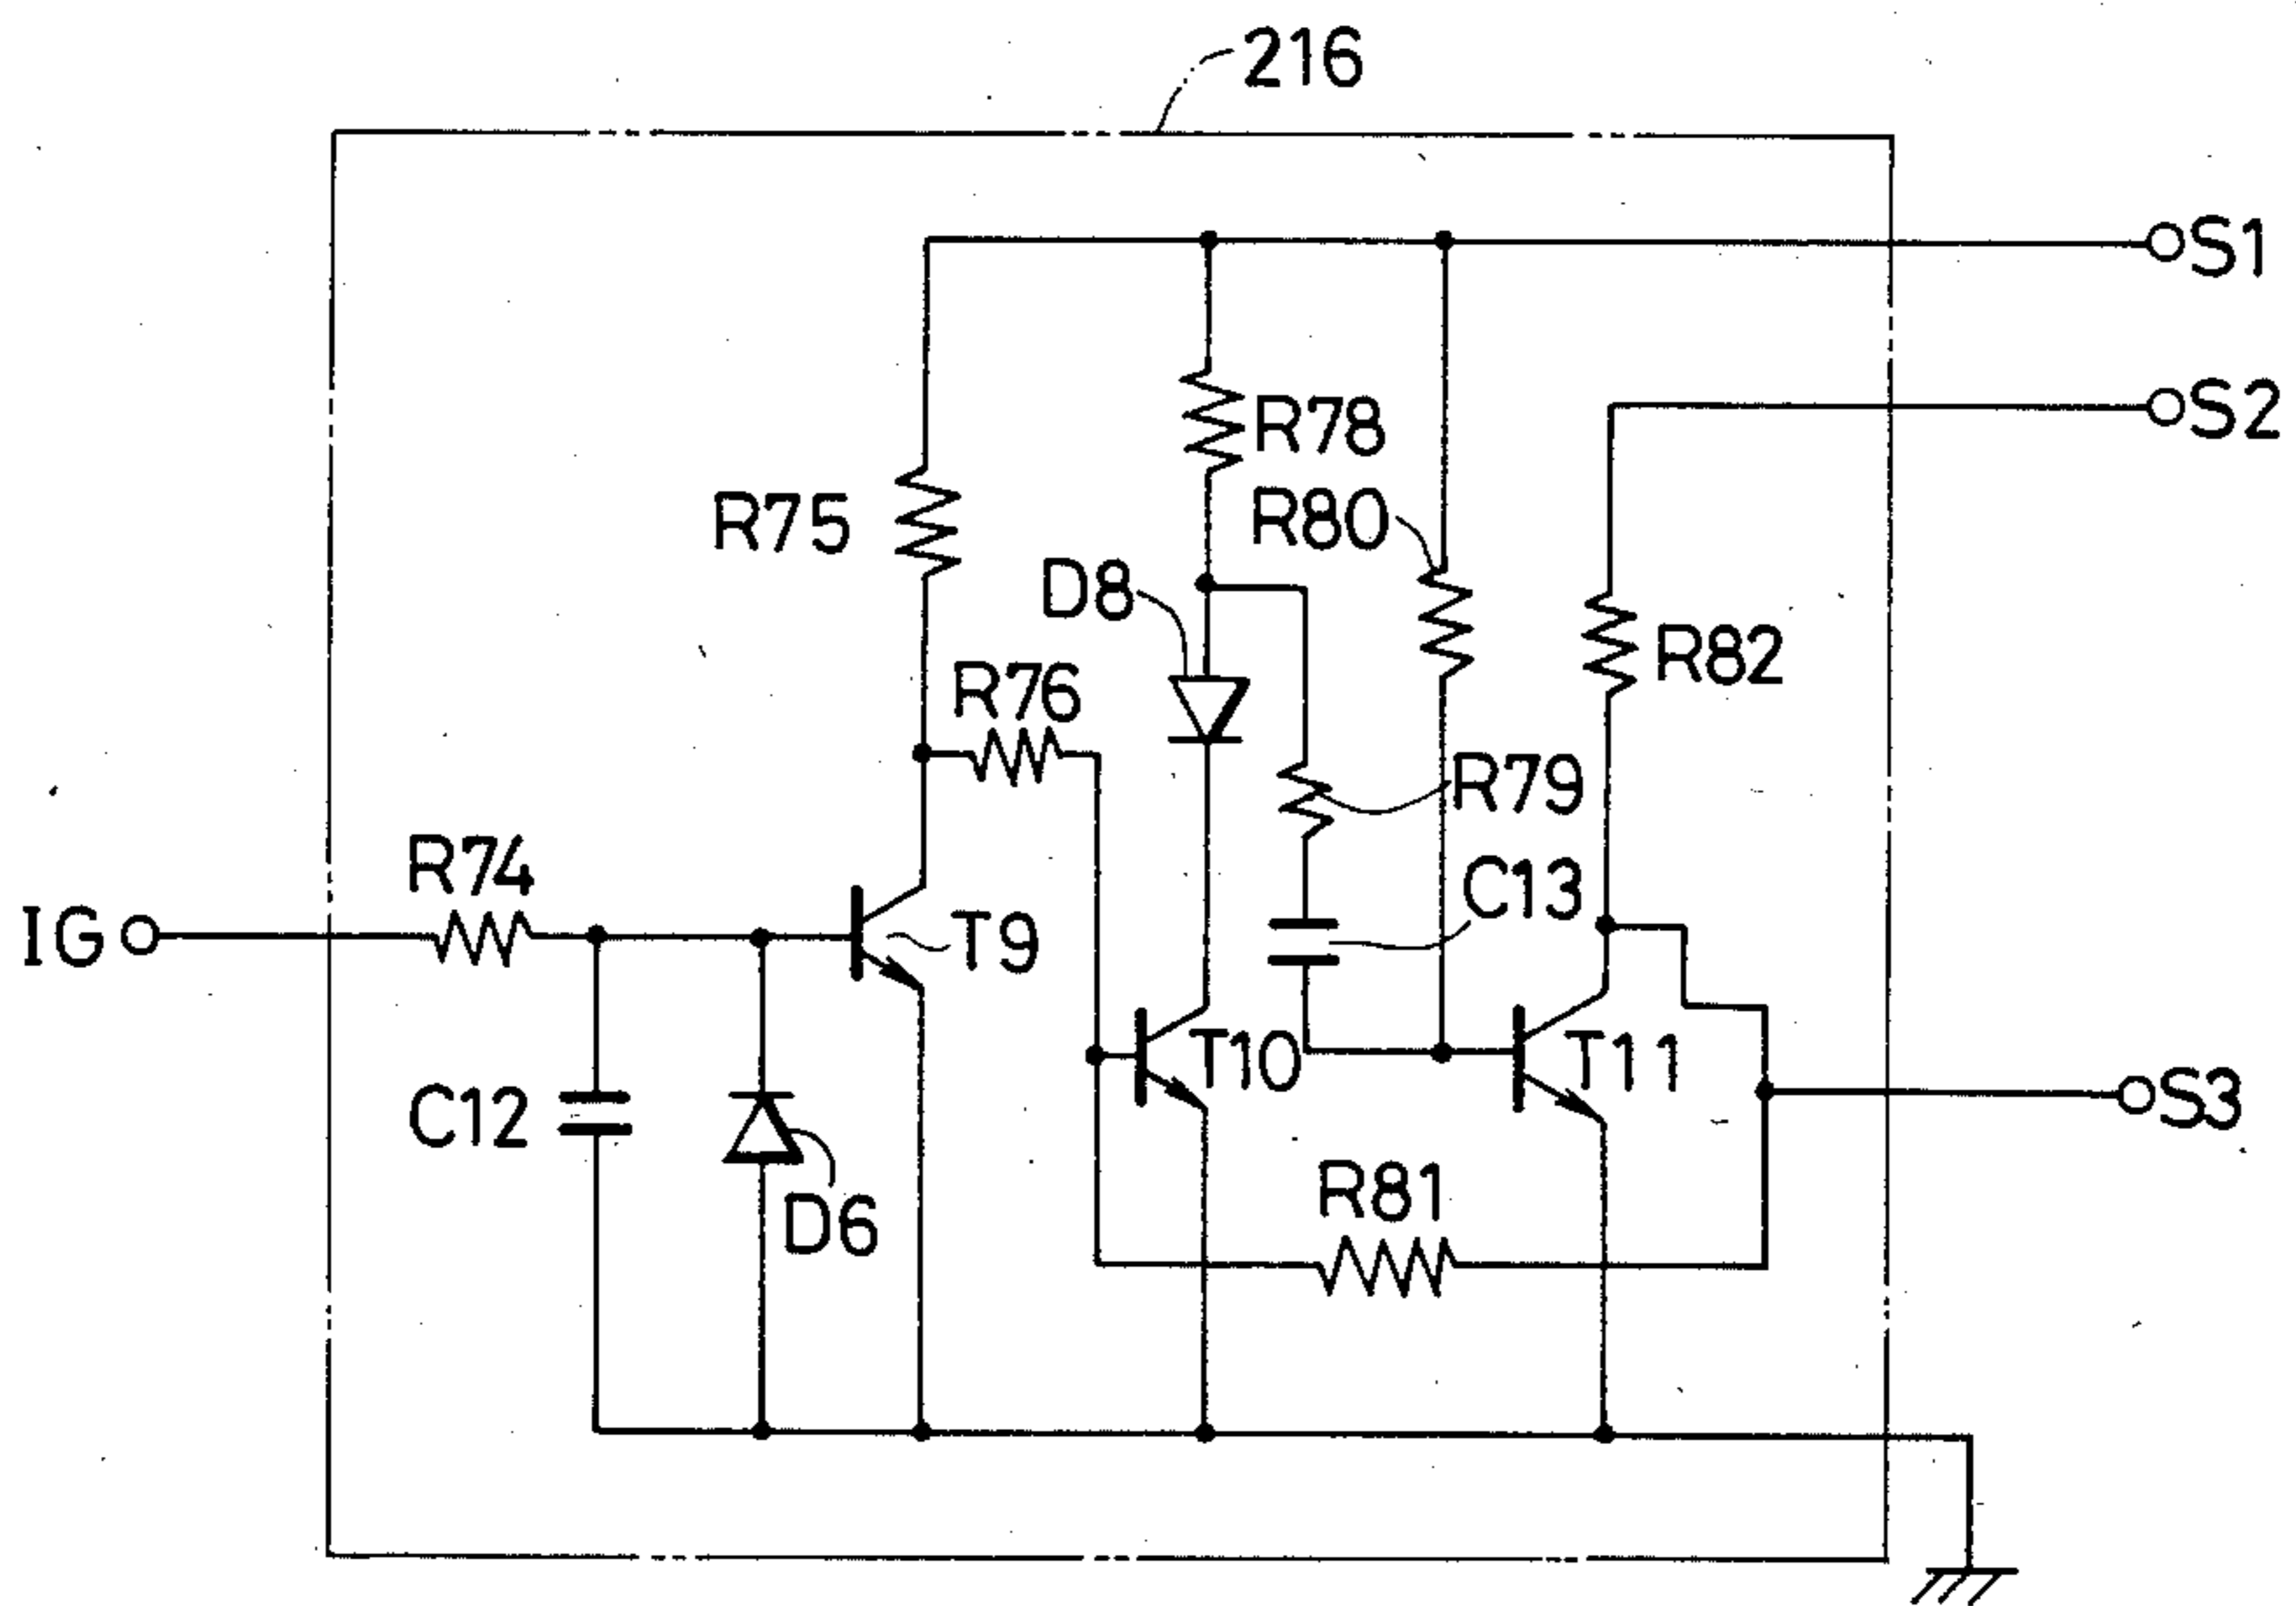 216
S1
S2
R78
R75
R80
D8
R82
R76
R79
R74
C13
IG
T9
T10
T11
C12
S3
R81
D6